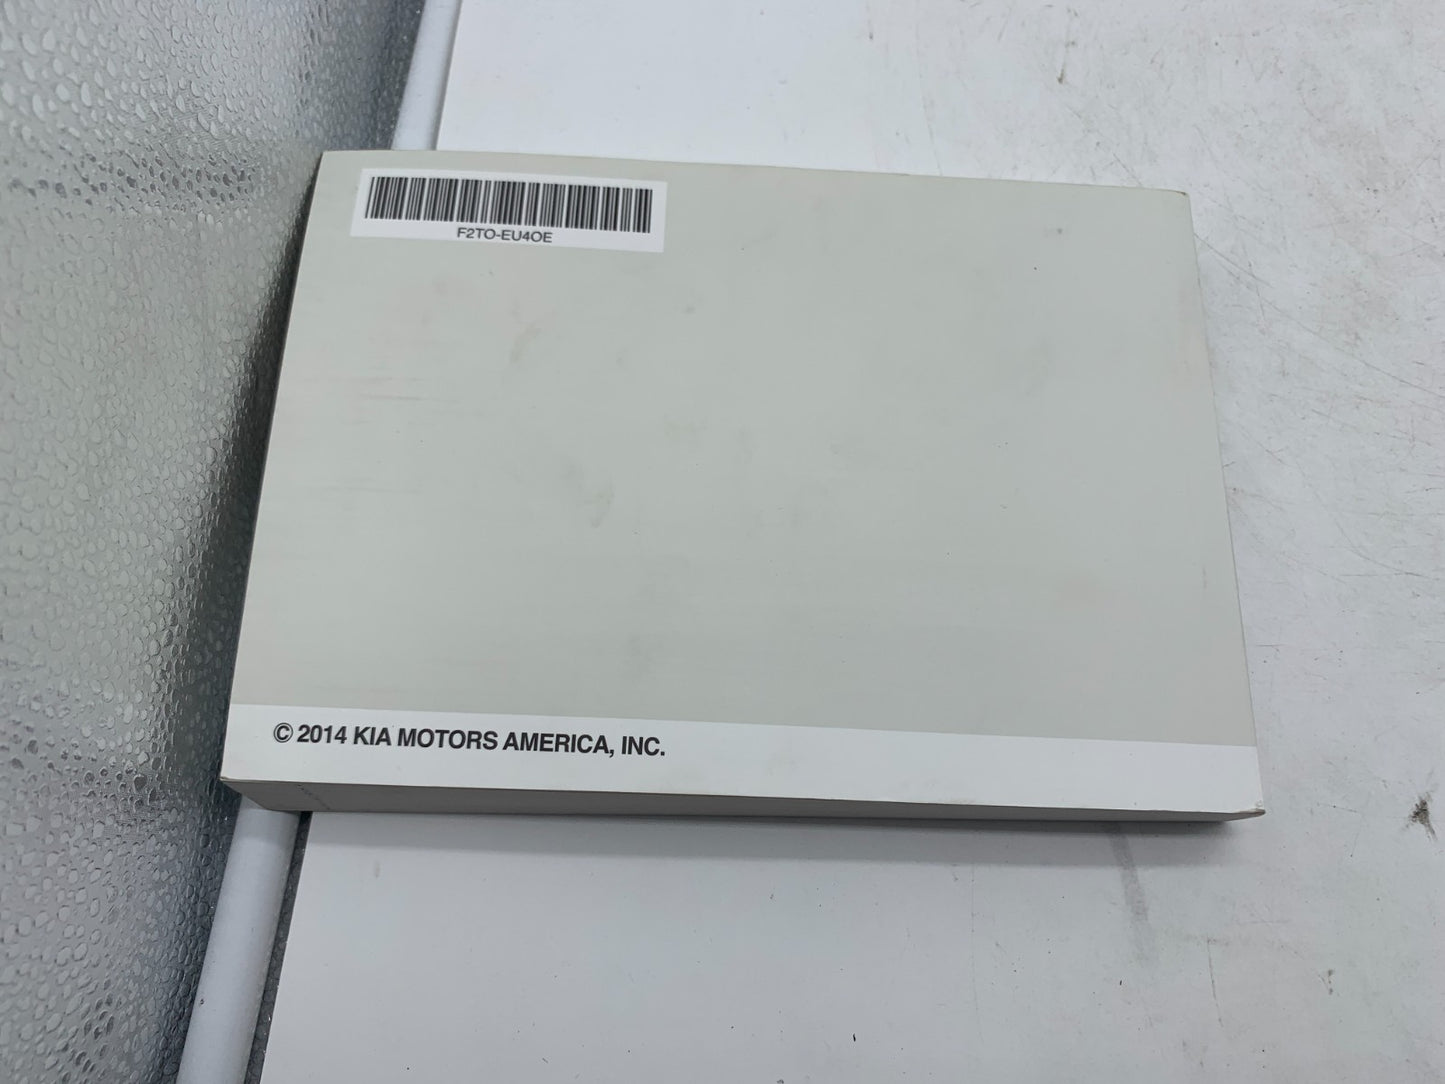 F2TO-EU4OE
© 2014 KIA MOTORS AMERICA, INC.